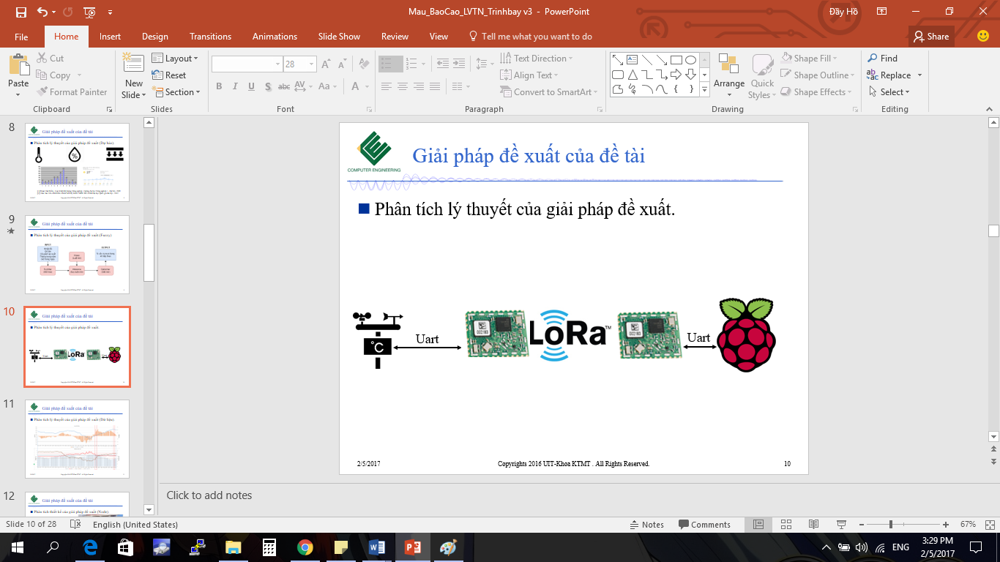 Mau_BaoCao_LVTN_Trinhbay v3 - PowerPoint
Đầy Hồ
File Home Insert Design Transitions Animations Slide Show Review View Tell me what you want to do Share
Paste
Cut
Copy
Format Painter
Clipboard
New Slide
Layout
Reset
Section
Slides
28
B I U S abc AV Aa A
Font
Text Direction
Align Text
Convert to SmartArt
Paragraph
Arrange
Quick Styles
Shape Fill
Shape Outline
Shape Effects
Drawing
Find
Replace
Select
Editing
8
Giải pháp đề xuất của đề tài
Phân tích lý thuyết của giải pháp đề xuất (Dự báo).
9
Giải pháp đề xuất của đề tài
Phân tích lý thuyết của giải pháp đề xuất (Fuzzy).
10
Giải pháp đề xuất của đề tài
Phân tích lý thuyết của giải pháp đề xuất.
Uart
LoRa
11
Giải pháp đề xuất của đề tài
Phân tích lý thuyết của giải pháp đề xuất (Dữ liệu).
12
Giải pháp đề xuất của đề tài
Phân tích thiết kế của giải pháp đề xuất (Node).
COMPUTER ENGINEERING
Giải pháp đề xuất của đề tài
Phân tích lý thuyết của giải pháp đề xuất.
°C
Uart
LoRa™
Uart
2/5/2017
Copyrights 2016 UIT-Khoa KTMT . All Rights Reserved.
10
Click to add notes
Slide 10 of 28 English (United States) Notes Comments 67%
ENG
3:29 PM
2/5/2017